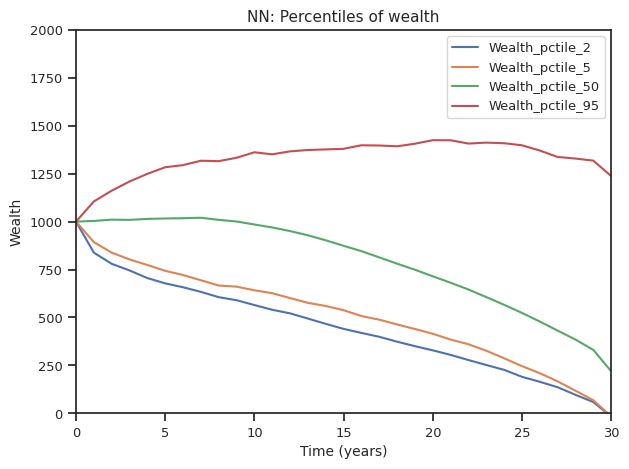 NN: Percentiles of wealth
2000
1750
1500
1250
1000
750
500
250
0
Wealth
Wealth_pctile_2
Wealth_pctile_5
Wealth_pctile_50
Wealth_pctile_95
0 5 10 15 20 25 30
Time (years)